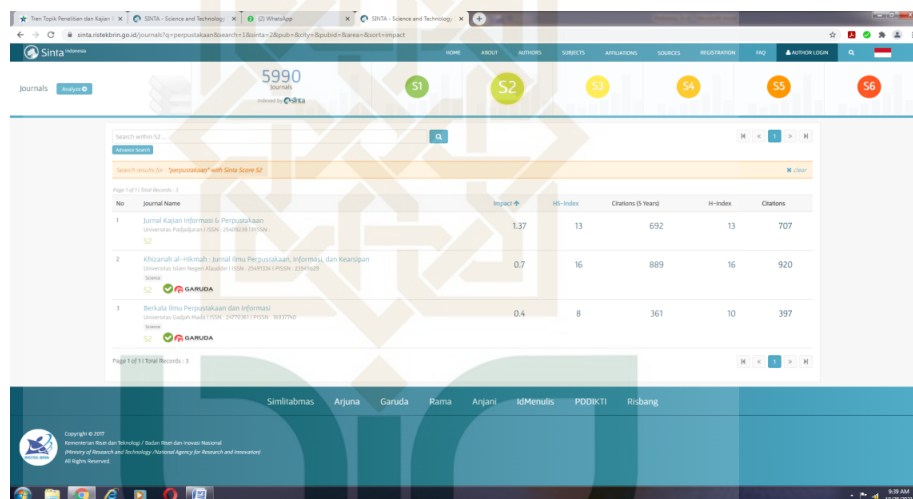 Tren Topik Penelitian dan Kajian
SINTA - Science and Technology
(2) WhatsApp
SINTA - Science and Technology
sinta.ristekbrin.go.id/journals?q=perpustakaan&search=1&sinta=2&pub=&city=&pubid=&area=&sort=impact
Sinta
HOME ABOUT AUTHORS SUBJECTS AFFILIATIONS SOURCES REGISTRATION FAQ AUTHOR LOGIN
Journals Analyze
5990
Journals
indexed by sinta
S1 S2 S3 S4 S5 S6
Search within S2 ...
1
Advance Search
Search results for : "perpustakaan" with Sinta Score S2
clear
Page 1 of 1 | Total Records : 3
No Journal Name Impact H5-Index Citations (5 Years) H-Index Citations
1 Jurnal Kajian Informasi & Perpustakaan 1.37 13 692 13 707
Universitas Padjadjaran
S2
2 Khizanah al-Hikmah : Jurnal Ilmu Perpustakaan, Informasi, dan Kearsipan 0.7 16 889 16 920
Universitas Islam Negeri Alauddin
Science
S2 GARUDA
3 Berkala Ilmu Perpustakaan dan Informasi 0.4 8 361 10 397
Universitas Gadjah Mada
Science
S2 GARUDA
Page 1 of 1 | Total Records : 3
1
Simlitabmas Arjuna Garuda Rama Anjani IdMenulis PDDIKTI Risbang
Copyright © 2017
Kementerian Riset dan Teknologi / Badan Riset dan Inovasi Nasional
(Ministry of Research and Technology /National Agency for Research and Innovation)
All Rights Reserved.
9:39 AM